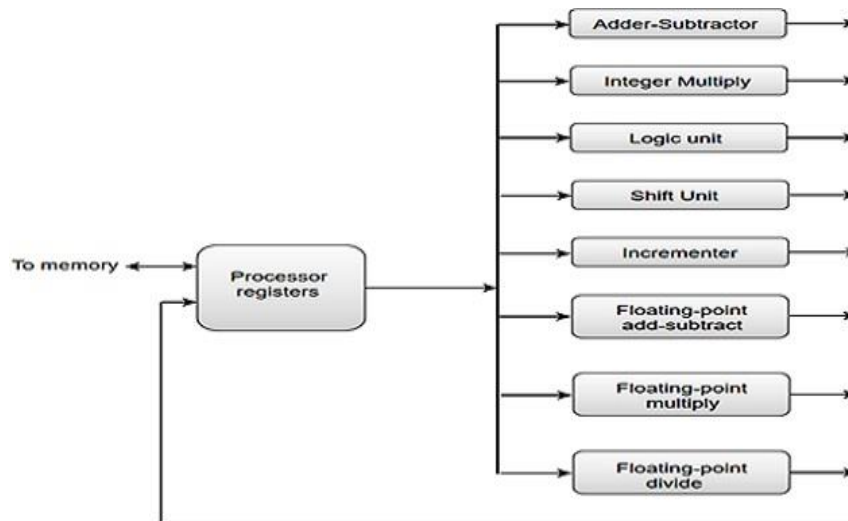 Adder-Subtractor
Integer Multiply
Logic unit
Shift Unit
Incrementer
To memory
Processor
registers
Floating-point
add-subtract
Floating-point
multiply
Floating-point
divide